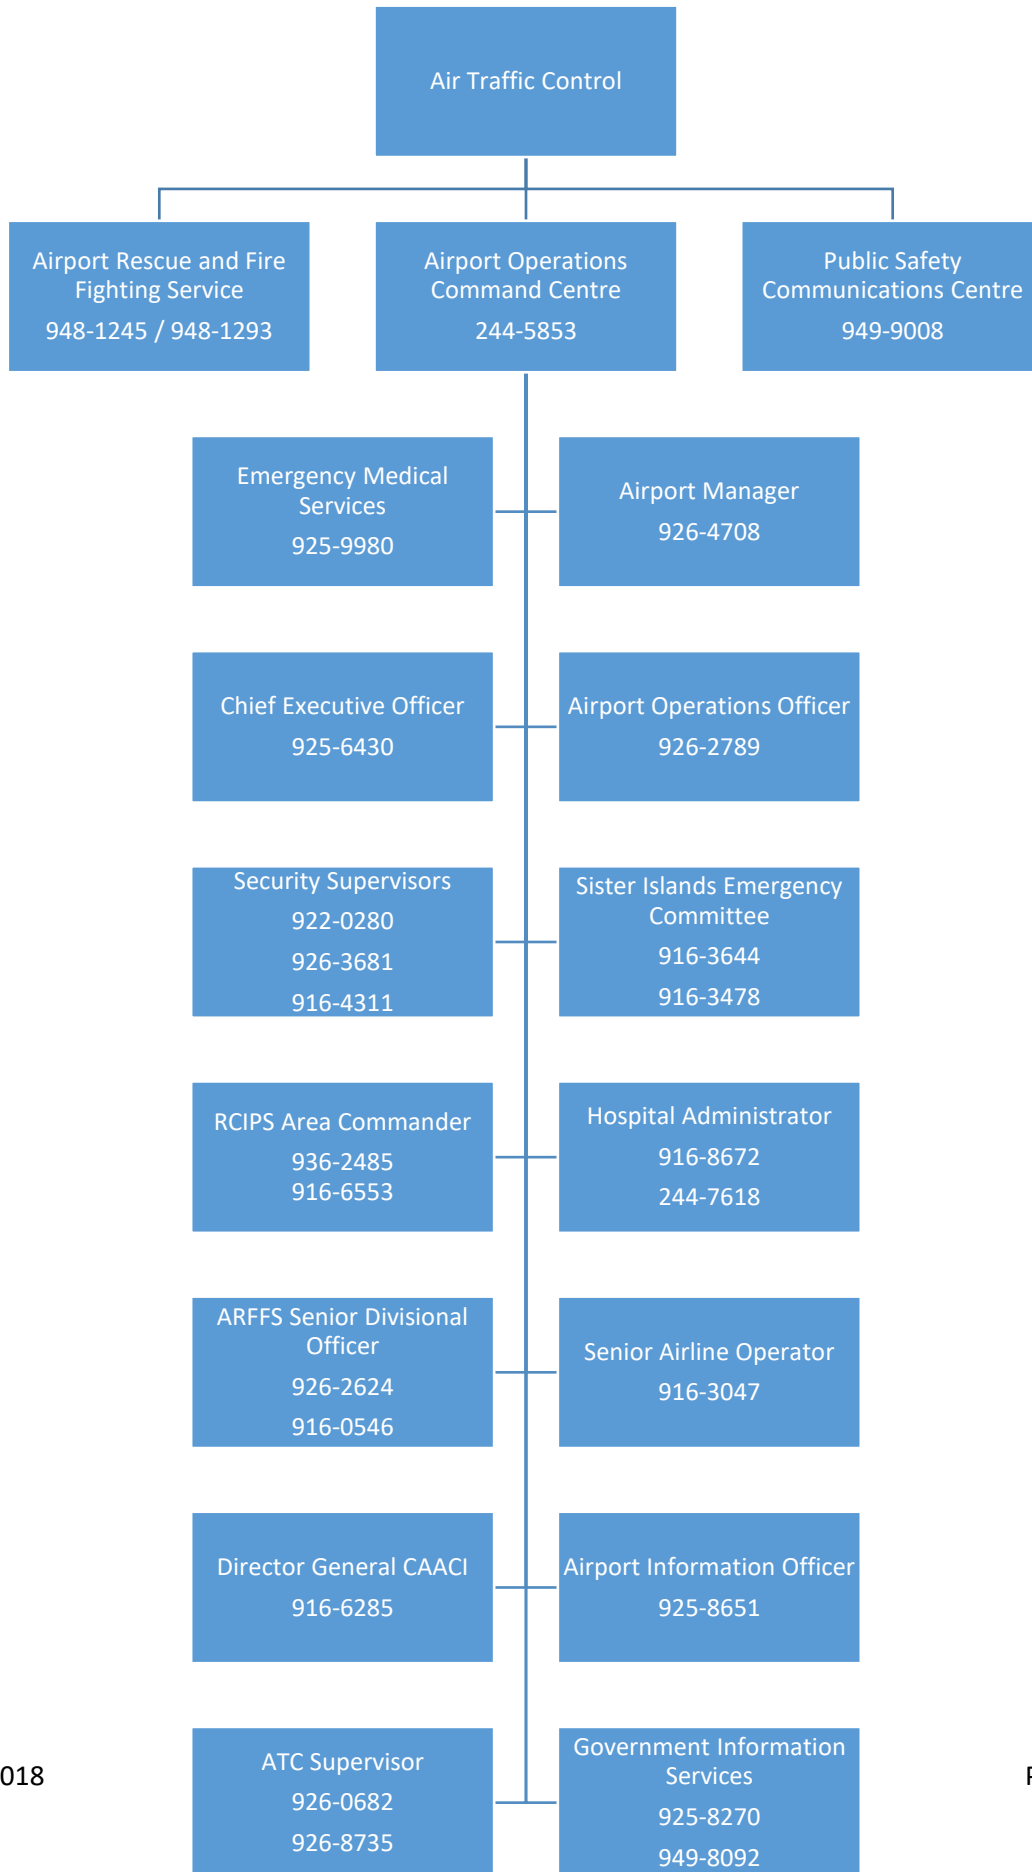 Air Traffic Control
Airport Rescue and Fire
Fighting Service
948-1245 / 948-1293
Airport Operations
Command Centre
244-5853
Public Safety
Communications Centre
949-9008
Emergency Medical
Services
925-9980
Airport Manager
926-4708
Chief Executive Officer
925-6430
Airport Operations Officer
926-2789
Security Supervisors
922-0280
926-3681
916-4311
Sister Islands Emergency
Committee
916-3644
916-3478
RCIPS Area Commander
936-2485
916-6553
Hospital Administrator
916-8672
244-7618
ARFFS Senior Divisional
Officer
926-2624
916-0546
Senior Airline Operator
916-3047
Director General CAACI
916-6285
Airport Information Officer
925-8651
ATC Supervisor
926-0682
926-8735
Government Information
Services
925-8270
949-8092
018